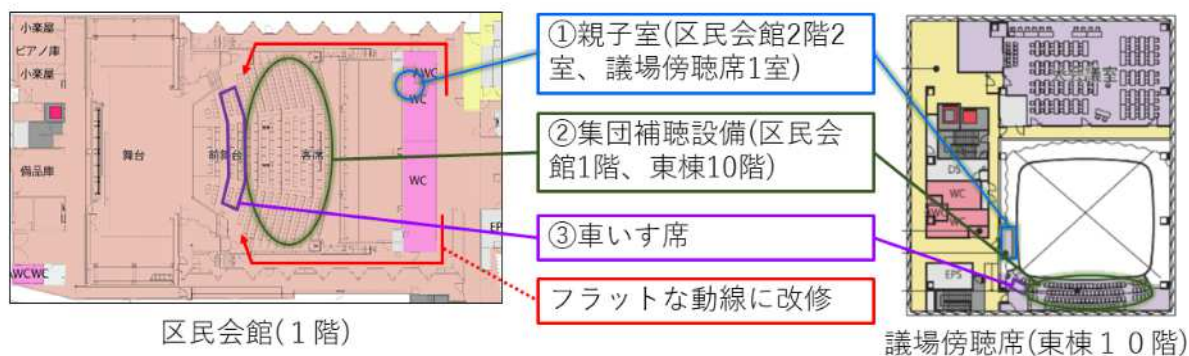 小楽屋
ピアノ庫
小楽屋
備品庫
舞台
前舞台
客席
WC
WC
WC
WCWC
EP
①親子室(区民会館2階2
室、議場傍聴席1室)
②集団補聴設備(区民会
館1階、東棟10階)
③車いす席
フラットな動線に改修
DS
WC
EPS
区民会館(１階)
議場傍聴席(東棟１０階)